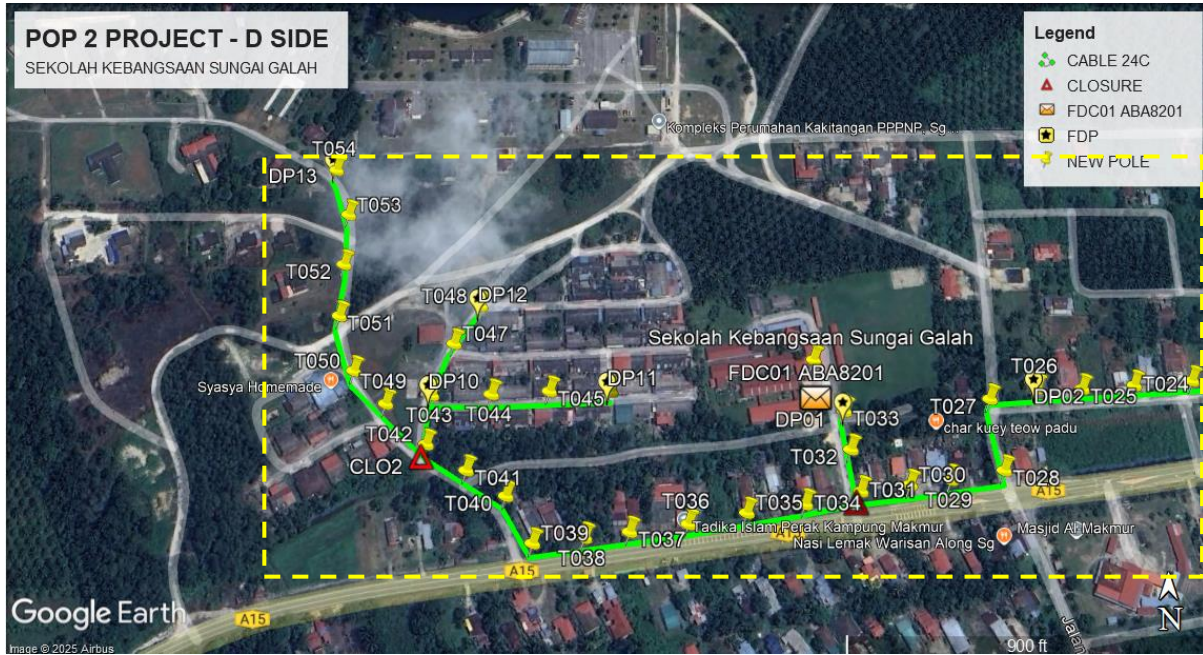 POP 2 PROJECT - D SIDE
SEKOLAH KEBANGSAAN SUNGAI GALAH
Legend
CABLE 24C
CLOSURE
FDC01 ABA8201
FDP
NEW POLE
Kompleks Perumahan Kakitangan PPPNP, Sg ...
T054
DP13
T053
T052
T051
T048
DP12
T047
Sekolah Kebangsaan Sungai Galah
T050
Syasya Homemade
T049
DP10
DP11
FDC01 ABA8201
T026
T024
DP02
T025
T043
T044
T045
DP01
T033
T027
char kuey teow padu
T042
CLO2
T032
T041
T030
T028
T040
T036
T035
T034
T031
T029
A15
T039
Tadika Islam Perak Kampung Makmur
Masjid Al-Makmur
T037
Nasi Lemak Warisan Along Sg
T038
A15
A15
Google Earth
N
900 ft
Jalan
Image © 2025 Airbus